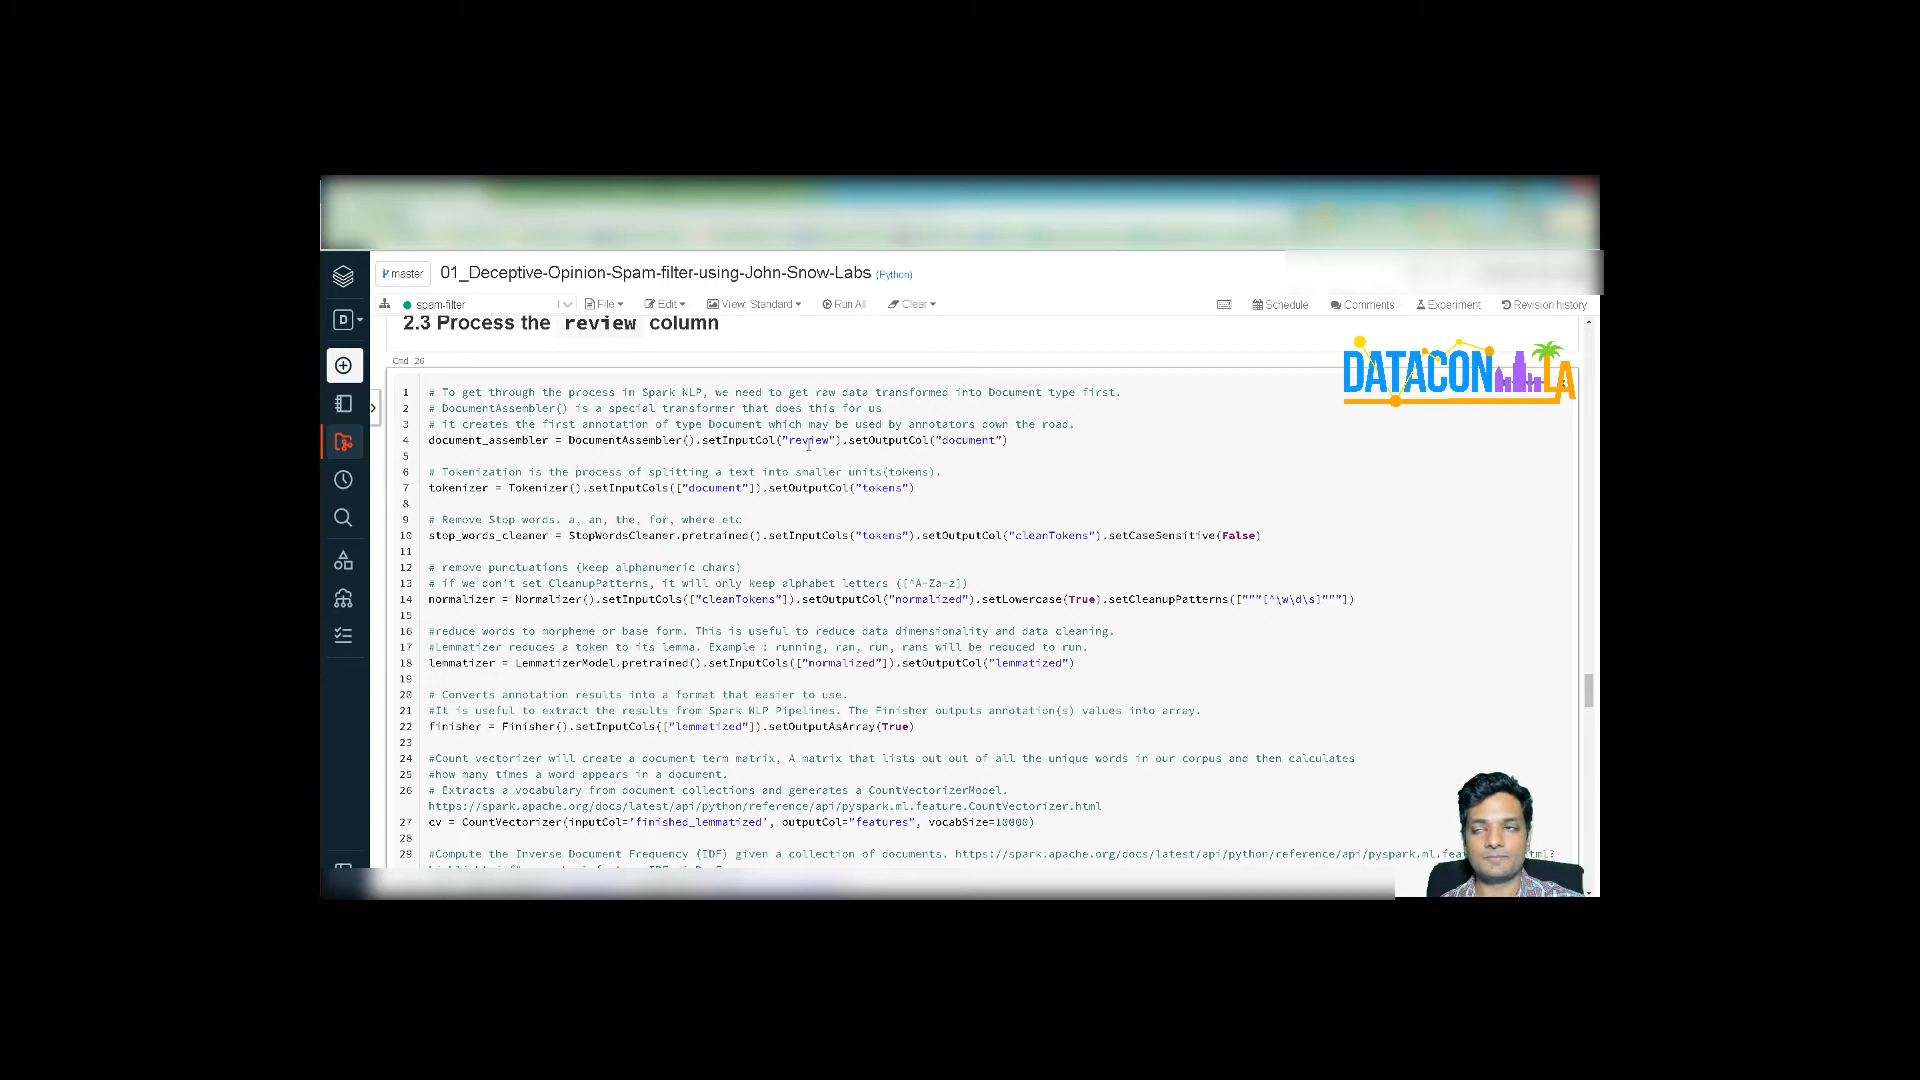 master 01_Deceptive-Opinion-Spam-filter-using-John-Snow-Labs (Python)
spam-filter File Edit View: Standard Run All Clear Schedule Comments Experiment Revision history
D
2.3 Process the review column
DATACON LA
Cmd 26
1 # To get through the process in Spark NLP, we need to get raw data transformed into Document type first.
2 # DocumentAssembler() is a special transformer that does this for us
3 # it creates the first annotation of type Document which may be used by annotators down the road.
4 document_assembler = DocumentAssembler().setInputCol("review").setOutputCol("document")
5
6 # Tokenization is the process of splitting a text into smaller units(tokens).
7 tokenizer = Tokenizer().setInputCols(["document"]).setOutputCol("tokens")
8
9 # Remove Stop words. a, an, the, for, where etc
10 stop_words_cleaner = StopWordsCleaner.pretrained().setInputCols("tokens").setOutputCol("cleanTokens").setCaseSensitive(False)
11
12 # remove punctuations (keep alphanumeric chars)
13 # if we don't set CleanupPatterns, it will only keep alphabet letters ([^A-Za-z])
14 normalizer = Normalizer().setInputCols(["cleanTokens"]).setOutputCol("normalized").setLowercase(True).setCleanupPatterns(["""[^\w\d\s]"""])
15
16 #reduce words to morpheme or base form. This is useful to reduce data dimensionality and data cleaning.
17 #Lemmatizer reduces a token to its lemma. Example : running, ran, run, rans will be reduced to run.
18 lemmatizer = LemmatizerModel.pretrained().setInputCols(["normalized"]).setOutputCol("lemmatized")
19
20 # Converts annotation results into a format that easier to use.
21 #It is useful to extract the results from Spark NLP Pipelines. The Finisher outputs annotation(s) values into array.
22 finisher = Finisher().setInputCols(["lemmatized"]).setOutputAsArray(True)
23
24 #Count vectorizer will create a document term matrix, A matrix that lists out out of all the unique words in our corpus and then calculates
25 #how many times a word appears in a document.
26 # Extracts a vocabulary from document collections and generates a CountVectorizerModel.
https://spark.apache.org/docs/latest/api/python/reference/api/pyspark.ml.feature.CountVectorizer.html
27 cv = CountVectorizer(inputCol='finished_lemmatized', outputCol="features", vocabSize=10000)
28
29 #Compute the Inverse Document Frequency (IDF) given a collection of documents. https://spark.apache.org/docs/latest/api/python/reference/api/pyspark.ml.fea